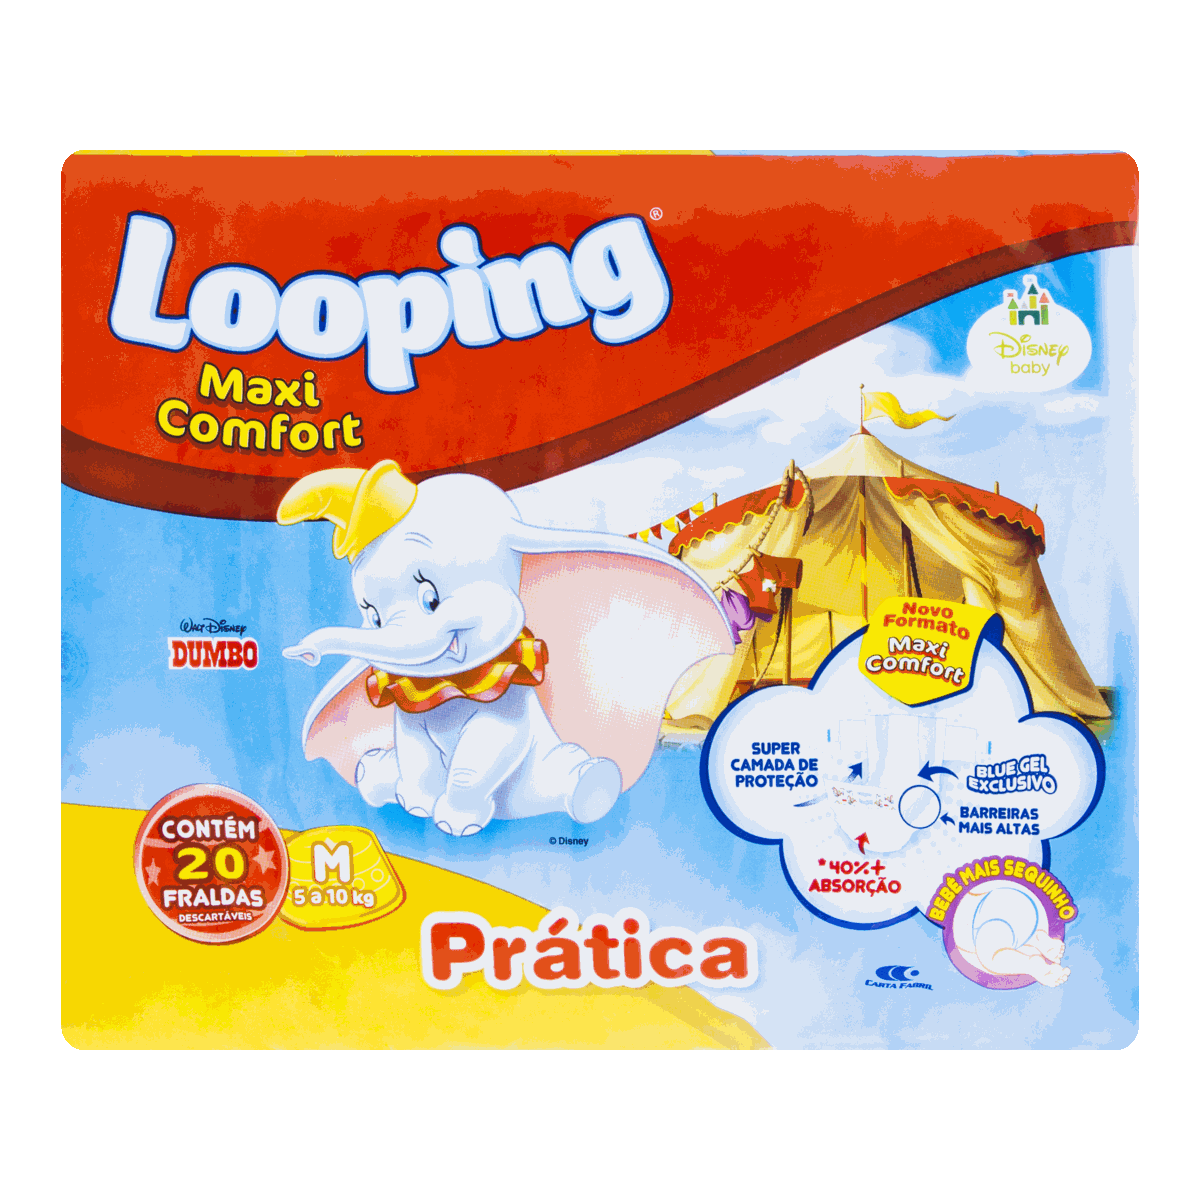 Looping®
Maxi
Comfort
Disney
baby
Walt Disney
DUMBO
Novo
Formato
Maxi
Comfort
SUPER
CAMADA DE
PROTEÇÃO
BLUE GEL
EXCLUSIVO
BARREIRAS
MAIS ALTAS
*40%+
ABSORÇÃO
BEBÊ MAIS SEQUINHO
© Disney
CONTÉM
20
FRALDAS
DESCARTÁVEIS
M
5 a 10 kg
Prática
CARTA FABRIL